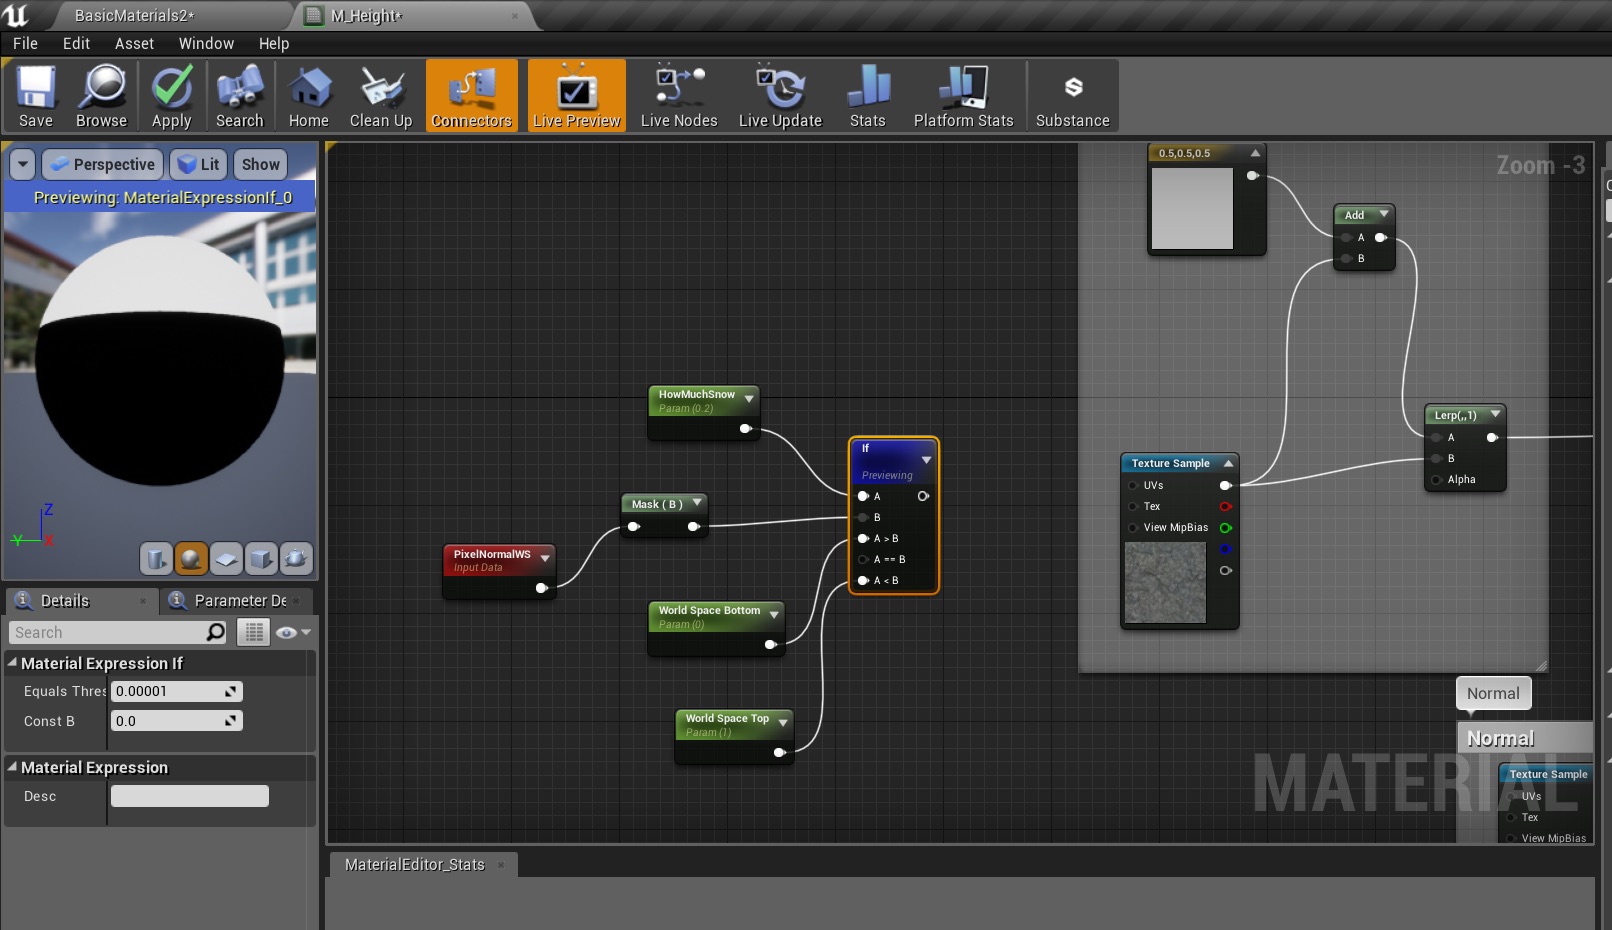 BasicMaterials2*
M_Height*
File Edit Asset Window Help
Save Browse Apply Search Home Clean Up Connectors Live Preview Live Nodes Live Update Stats Platform Stats Substance
Perspective Lit Show
Previewing: MaterialExpressionIf_0
Z
Y X
Details
Parameter De
Search
Material Expression If
Equals Thres 0.00001
Const B 0.0
Material Expression
Desc
Zoom -3
0.5,0.5,0.5
Add
A
B
HowMuchSnow
Param (0.2)
If
Previewing
A
B
A > B
A == B
A < B
Mask ( B )
PixelNormalWS
Input Data
World Space Bottom
Param (0)
World Space Top
Param (1)
Lerp(,,1)
A
B
Alpha
Texture Sample
UVs
Tex
View MipBias
Normal
Normal
Texture Sample
UVs
Tex
View MipBias
MATERIAL
MaterialEditor_Stats